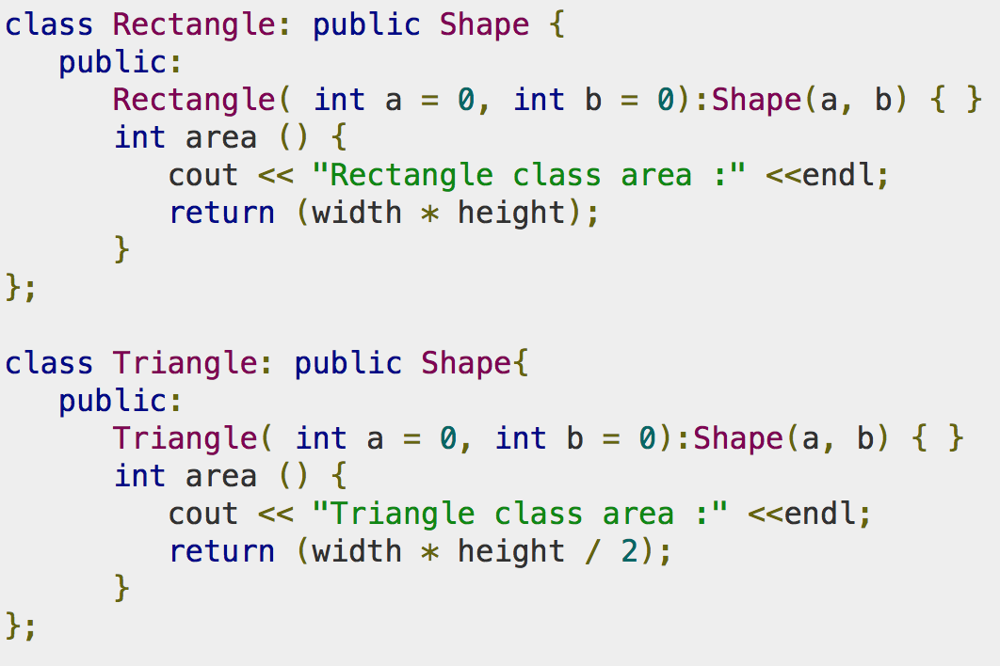 class Rectangle: public Shape {
   public:
      Rectangle( int a = 0, int b = 0):Shape(a, b) { }
      int area () {
         cout << "Rectangle class area :" <<endl;
         return (width * height);
      }
};

class Triangle: public Shape{
   public:
      Triangle( int a = 0, int b = 0):Shape(a, b) { }
      int area () {
         cout << "Triangle class area :" <<endl;
         return (width * height / 2);
      }
};